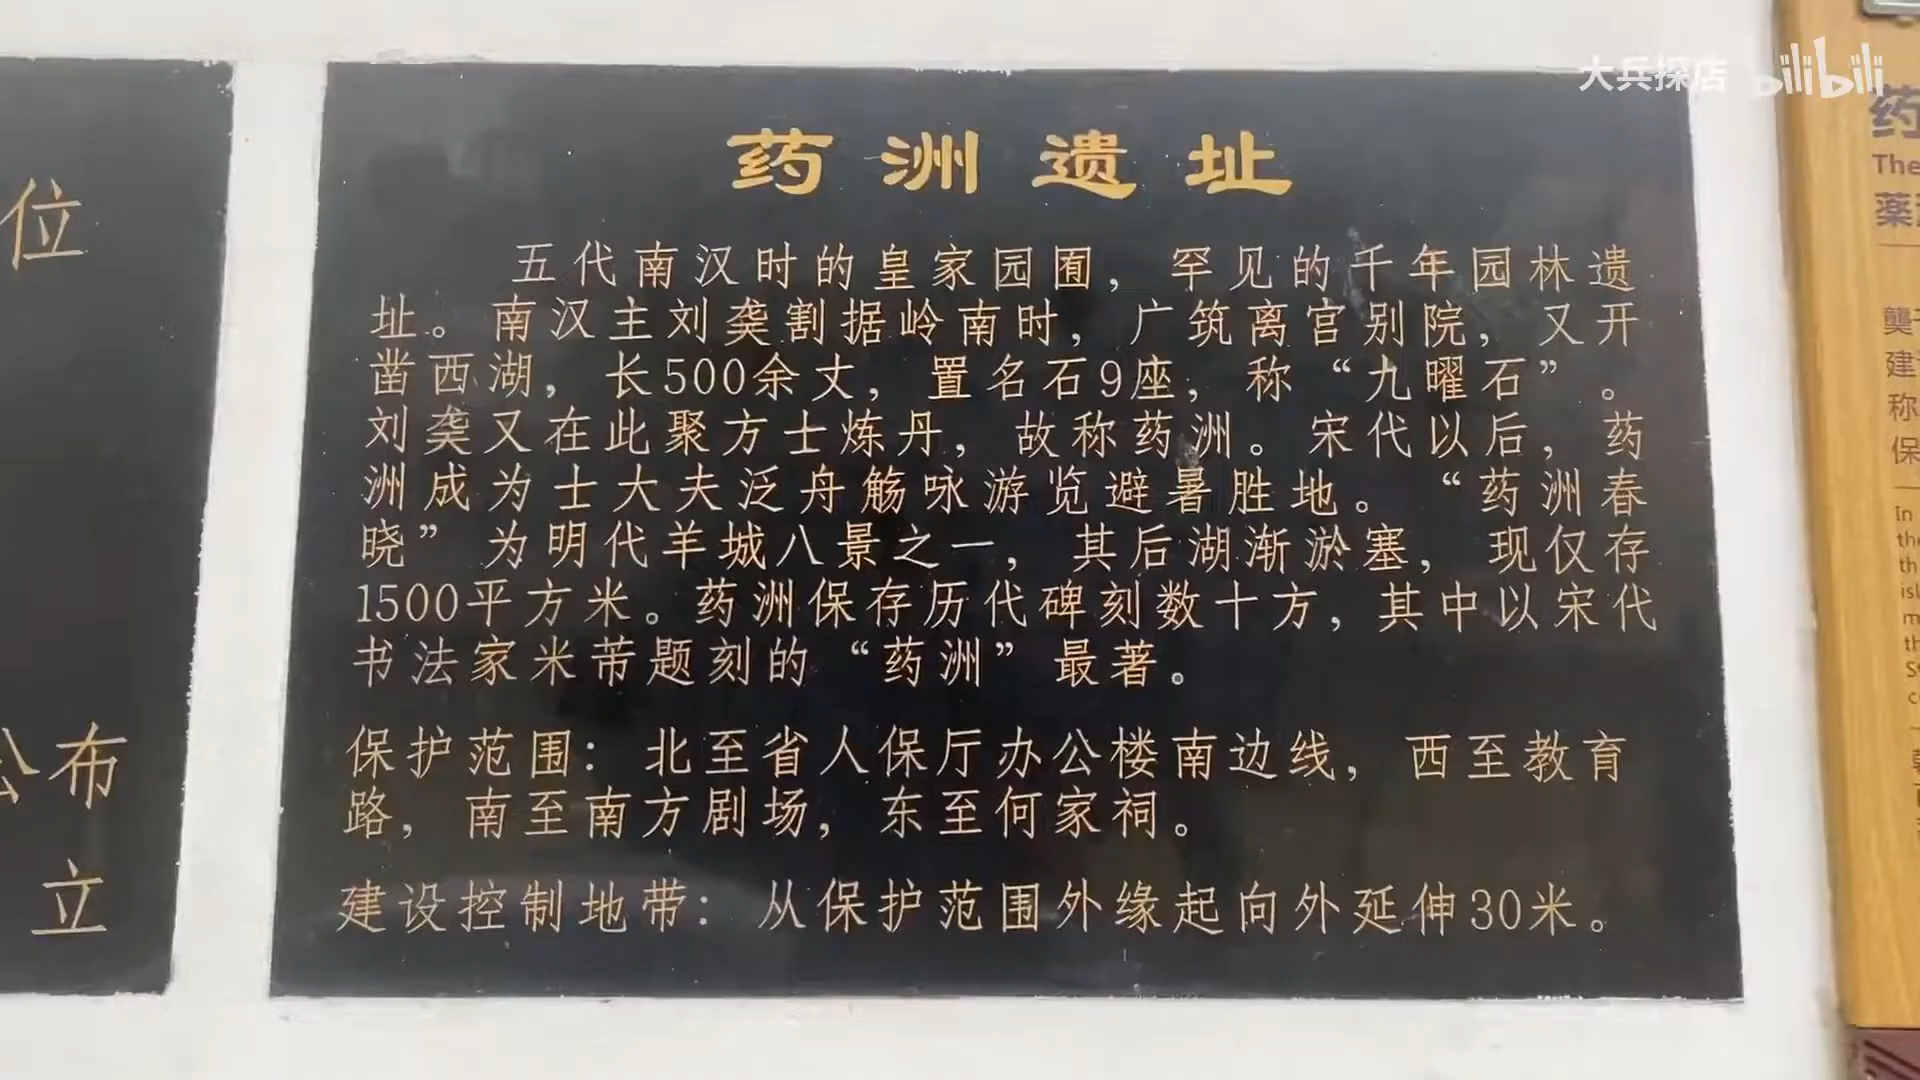 大兵探店 bilibili
位
公布
立
药洲遗址
五代南汉时的皇家园囿，罕见的千年园林遗
址。南汉主刘龚割据岭南时，广筑离宫别院，又开
凿西湖，长500余丈，置名石9座，称“九曜石”。
刘龚又在此聚方士炼丹，故称药洲。宋代以后，药
洲成为士大夫泛舟觞咏游览避暑胜地。“药洲春
晓”为明代羊城八景之一，其后湖渐淤塞，现仅存
1500平方米。药洲保存历代碑刻数十方，其中以宋代
书法家米芾题刻的“药洲”最著。
保护范围：北至省人保厅办公楼南边线，西至教育
路，南至南方剧场，东至何家祠。
建设控制地带：从保护范围外缘起向外延伸30米。
药
The
薬
龑
建
称
保
In